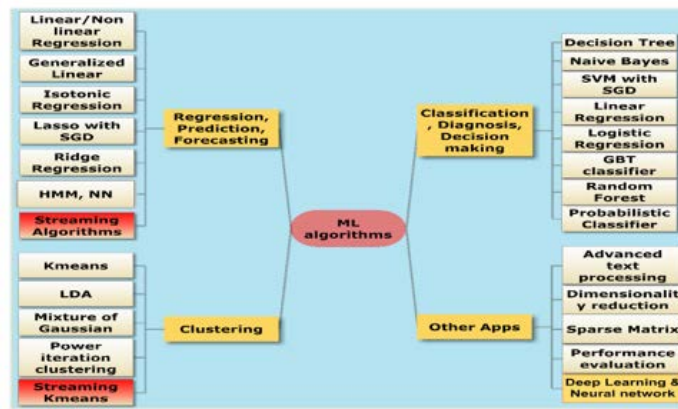 Linear/Non
linear
Regression
Generalized
Linear
Isotonic
Regression
Lasso with
SGD
Ridge
Regression
HMM, NN
Streaming
Algorithms
Regression,
Prediction,
Forecasting
Kmeans
LDA
Mixture of
Gaussian
Power
iteration
clustering
Streaming
Kmeans
Clustering
ML
algorithms
Classification
, Diagnosis,
Decision
making
Decision Tree
Naive Bayes
SVM with
SGD
Linear
Regression
Logistic
Regression
GBT
classifier
Random
Forest
Probabilistic
Classifier
Other Apps
Advanced
text
processing
Dimensionalit
y reduction
Sparse Matrix
Performance
evaluation
Deep Learning &
Neural network